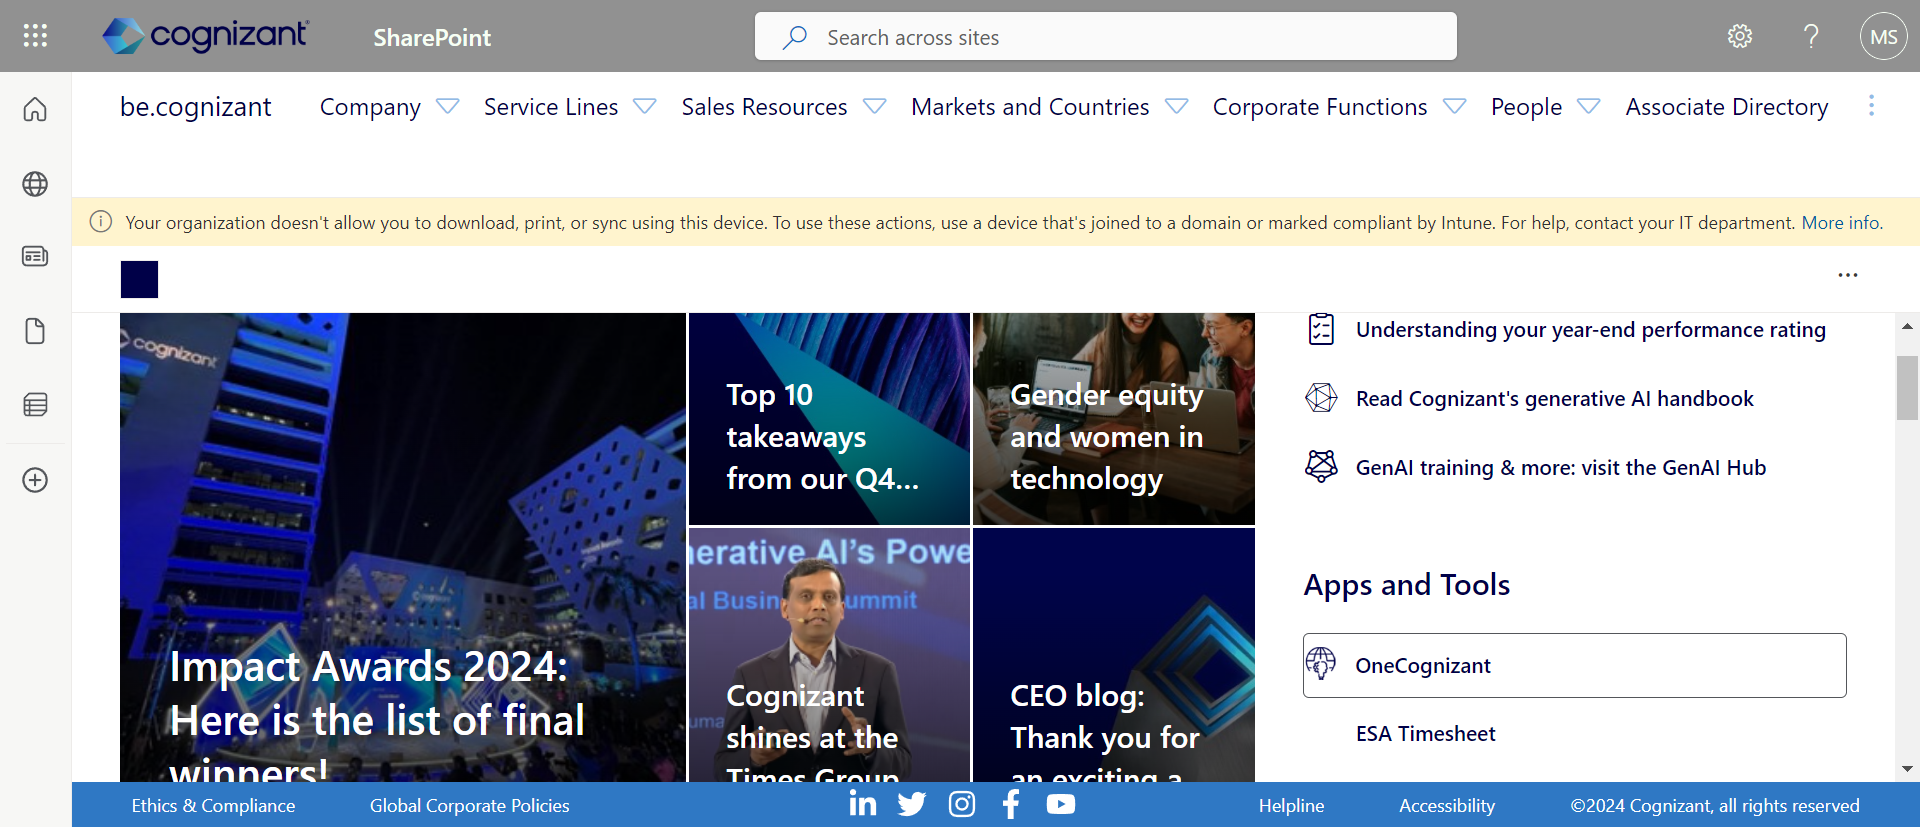 cognizant
SharePoint
Search across sites
MS
be.cognizant
Company
Service Lines
Sales Resources
Markets and Countries
Corporate Functions
People
Associate Directory
Your organization doesn't allow you to download, print, or sync using this device. To use these actions, use a device that's joined to a domain or marked compliant by Intune. For help, contact your IT department. More info.
cognizant
Impact Awards 2024:
Here is the list of final
winners!
Top 10
takeaways
from our Q4...
Gender equity
and women in
technology
nerative AI's Powe
al Business Summit
Cognizant
shines at the
Times Group
CEO blog:
Thank you for
an exciting a
Understanding your year-end performance rating
Read Cognizant's generative AI handbook
GenAI training & more: visit the GenAI Hub
Apps and Tools
OneCognizant
ESA Timesheet
Ethics & Compliance
Global Corporate Policies
Helpline
Accessibility
©2024 Cognizant, all rights reserved